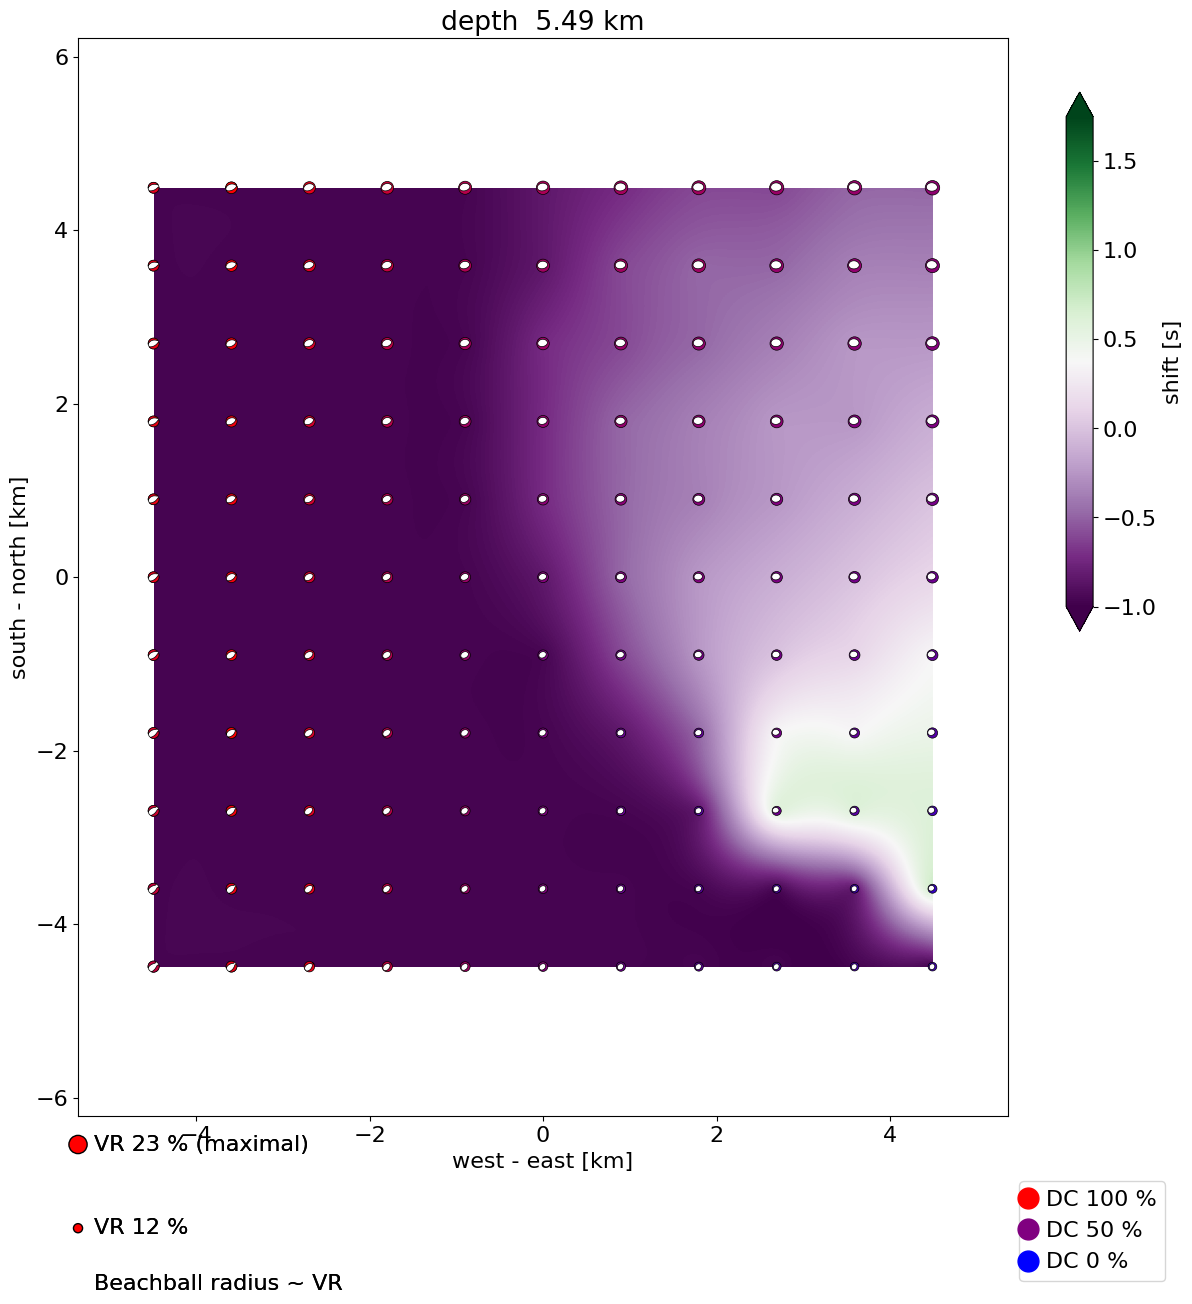 depth  5.49 km
6
4
2
0
−2
−4
−6
south - north [km]
−4
−2
0
2
4
west - east [km]
1.5
1.0
0.5
0.0
−0.5
−1.0
shift [s]
VR 23 % (maximal)
VR 12 %
Beachball radius ~ VR
DC 100 %
DC 50 %
DC 0 %